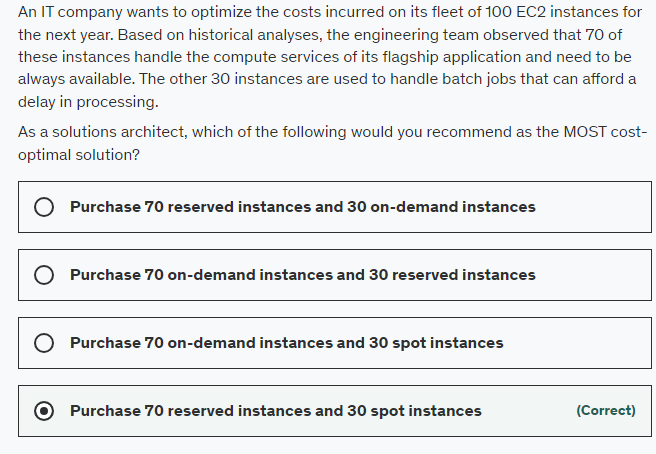 An IT company wants to optimize the costs incurred on its fleet of 100 EC2 instances for
the next year. Based on historical analyses, the engineering team observed that 70 of
these instances handle the compute services of its flagship application and need to be
always available. The other 30 instances are used to handle batch jobs that can afford a
delay in processing.
As a solutions architect, which of the following would you recommend as the MOST cost-
optimal solution?
Purchase 70 reserved instances and 30 on-demand instances
Purchase 70 on-demand instances and 30 reserved instances
Purchase 70 on-demand instances and 30 spot instances
Purchase 70 reserved instances and 30 spot instances (Correct)